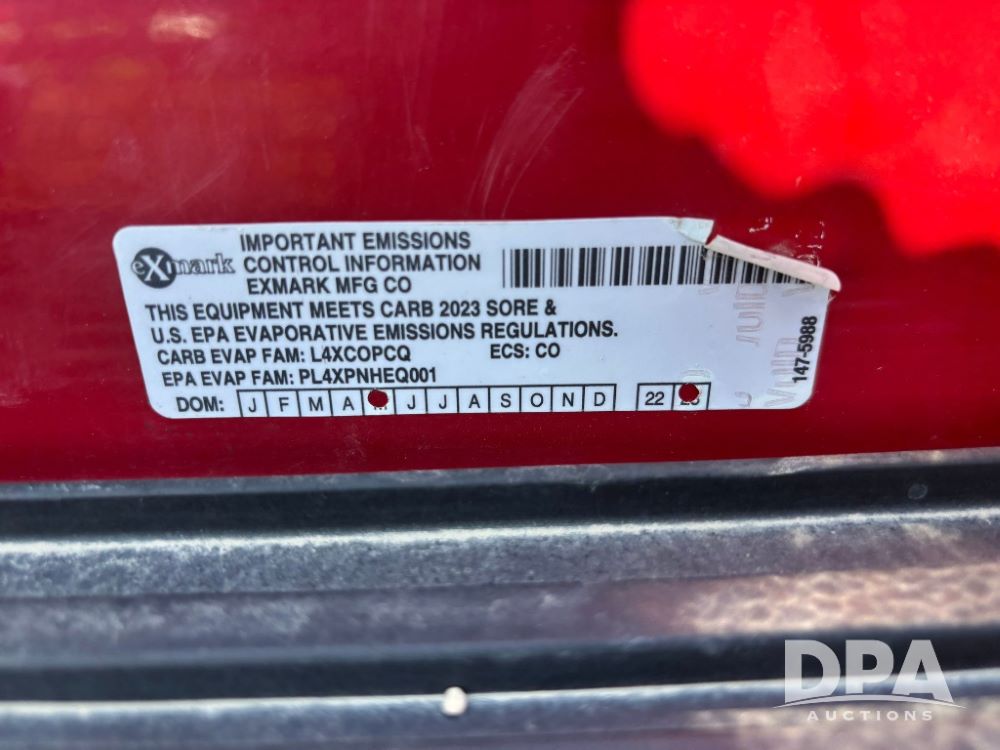 eXmark
IMPORTANT EMISSIONS
CONTROL INFORMATION
EXMARK MFG CO
THIS EQUIPMENT MEETS CARB 2023 SORE &
U.S. EPA EVAPORATIVE EMISSIONS REGULATIONS.
CARB EVAP FAM: L4XCOPCQ ECS: CO
EPA EVAP FAM: PL4XPNHEQ001
DOM: J F M A M J J A S O N D 22 23
147-5988
DPA
AUCTIONS